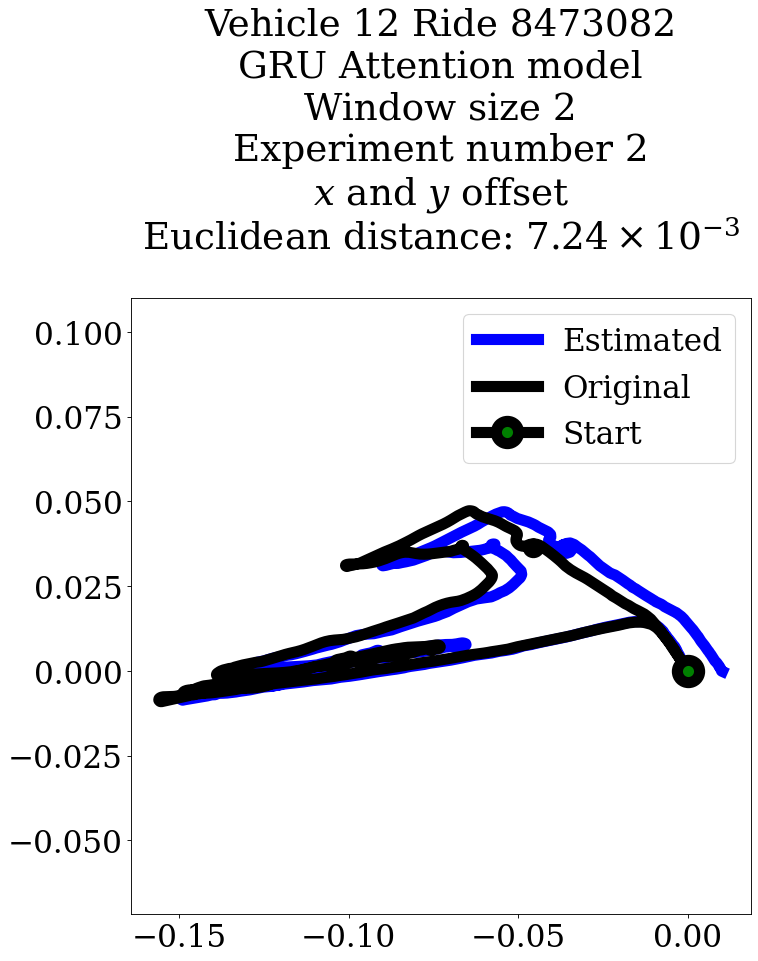 Vehicle 12 Ride 8473082
GRU Attention model
Window size 2
Experiment number 2
x and y offset
Euclidean distance: 7.24 × 10⁻³
Estimated
Original
Start
0.100
0.075
0.050
0.025
0.000
−0.025
−0.050
−0.15 −0.10 −0.05 0.00